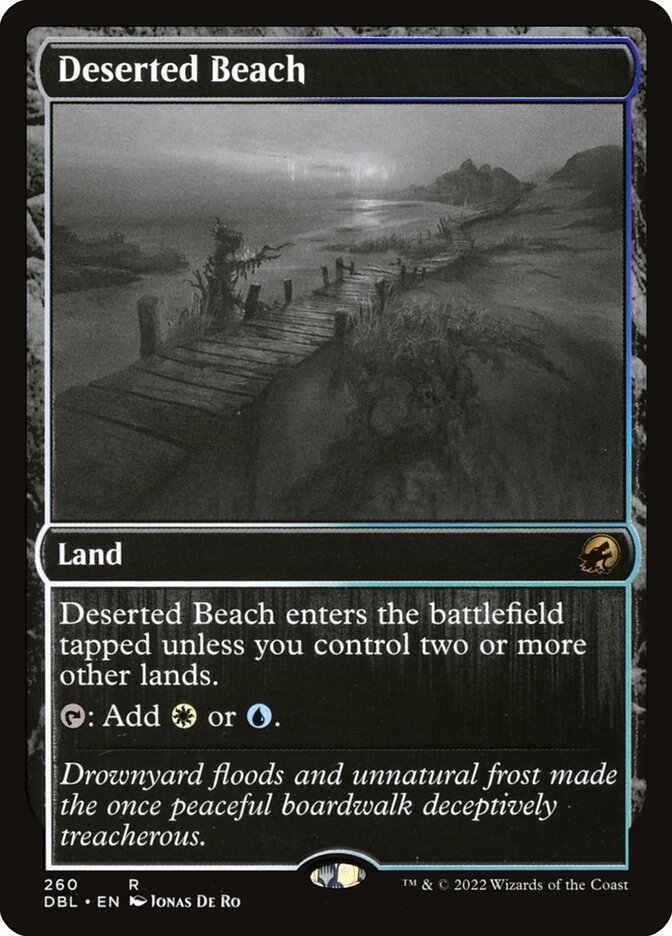 Deserted Beach
Land
Deserted Beach enters the battlefield
tapped unless you control two or more
other lands.
: Add or .
Drownyard floods and unnatural frost made
the once peaceful boardwalk deceptively
treacherous.
260 R
DBL • EN Jonas De Ro
™ & © 2022 Wizards of the Coast